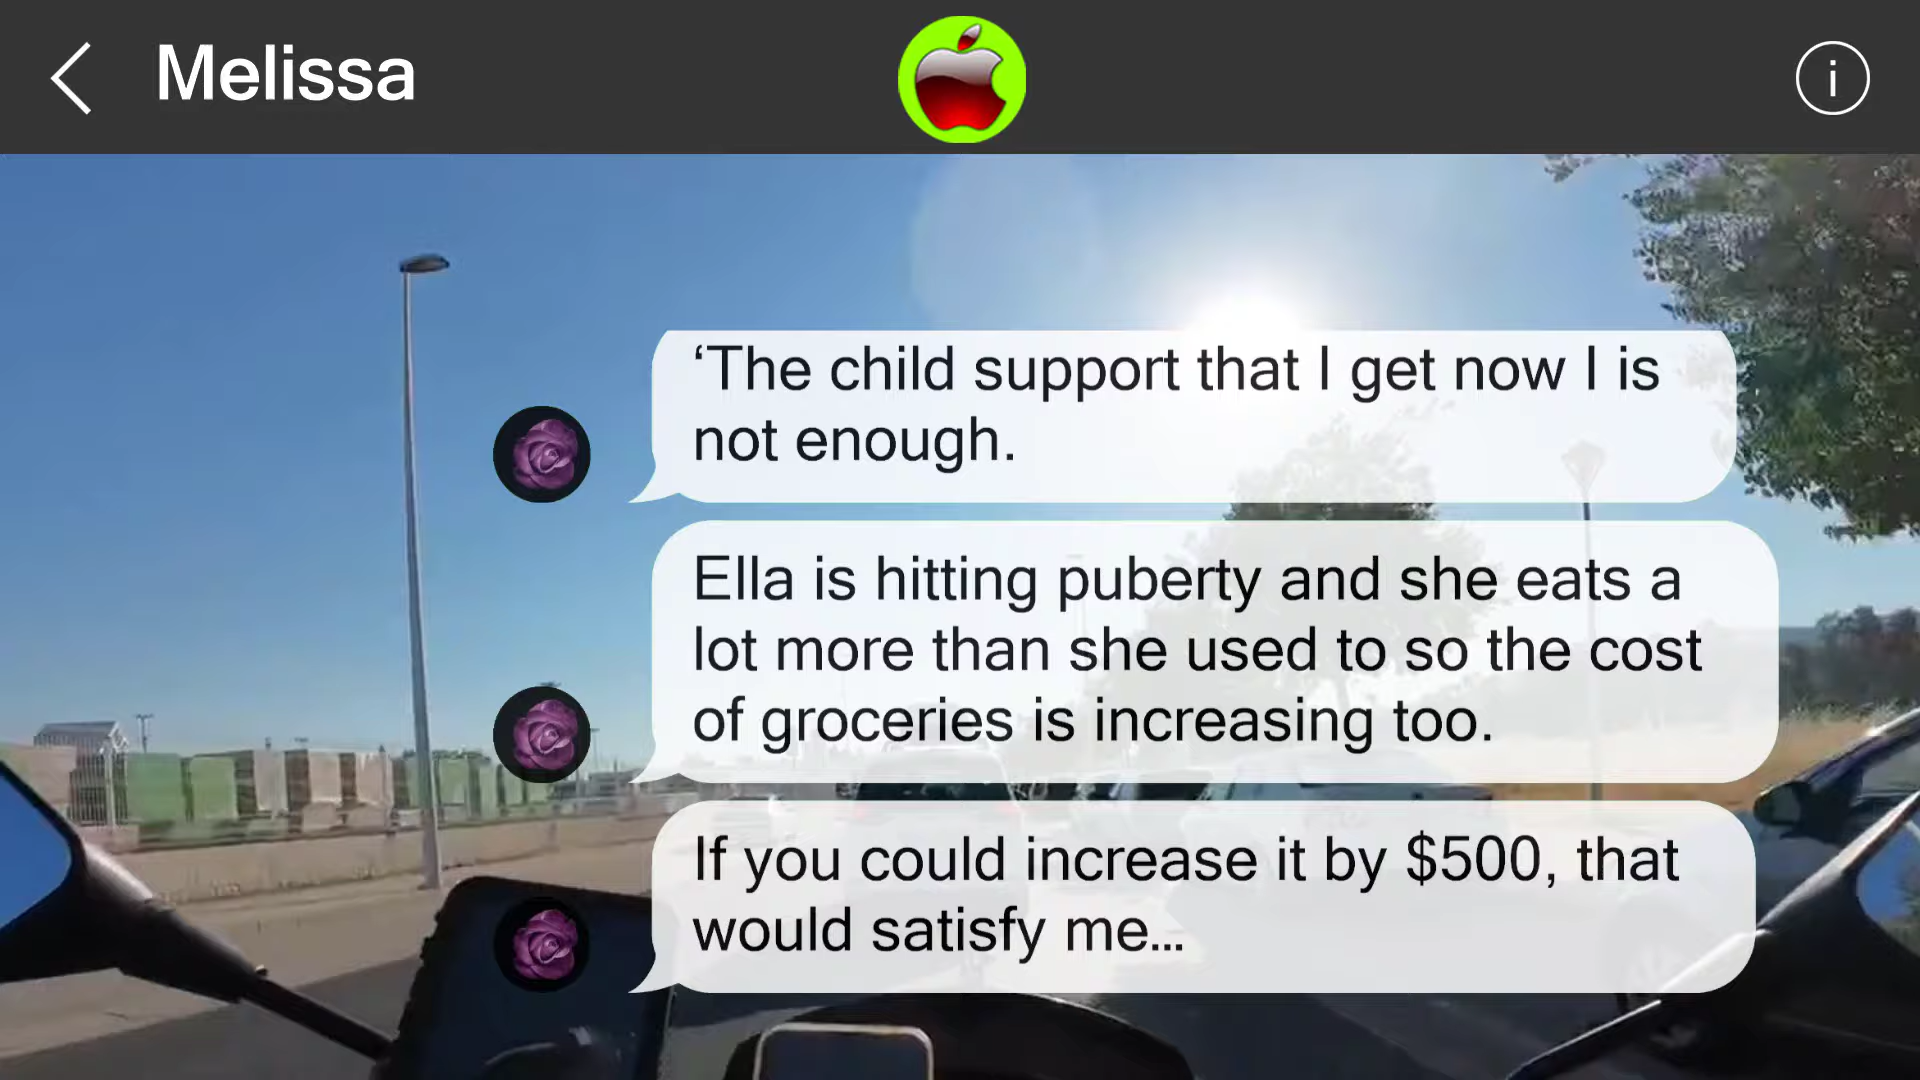 Melissa
i
‘The child support that I get now I is
not enough.
Ella is hitting puberty and she eats a
lot more than she used to so the cost
of groceries is increasing too.
If you could increase it by $500, that
would satisfy me...